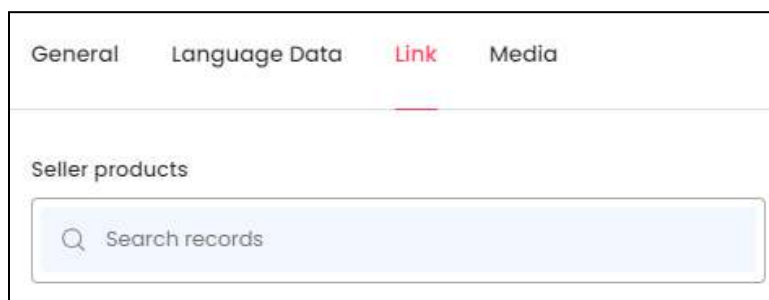 General Language Data Link Media
Seller products
Search records